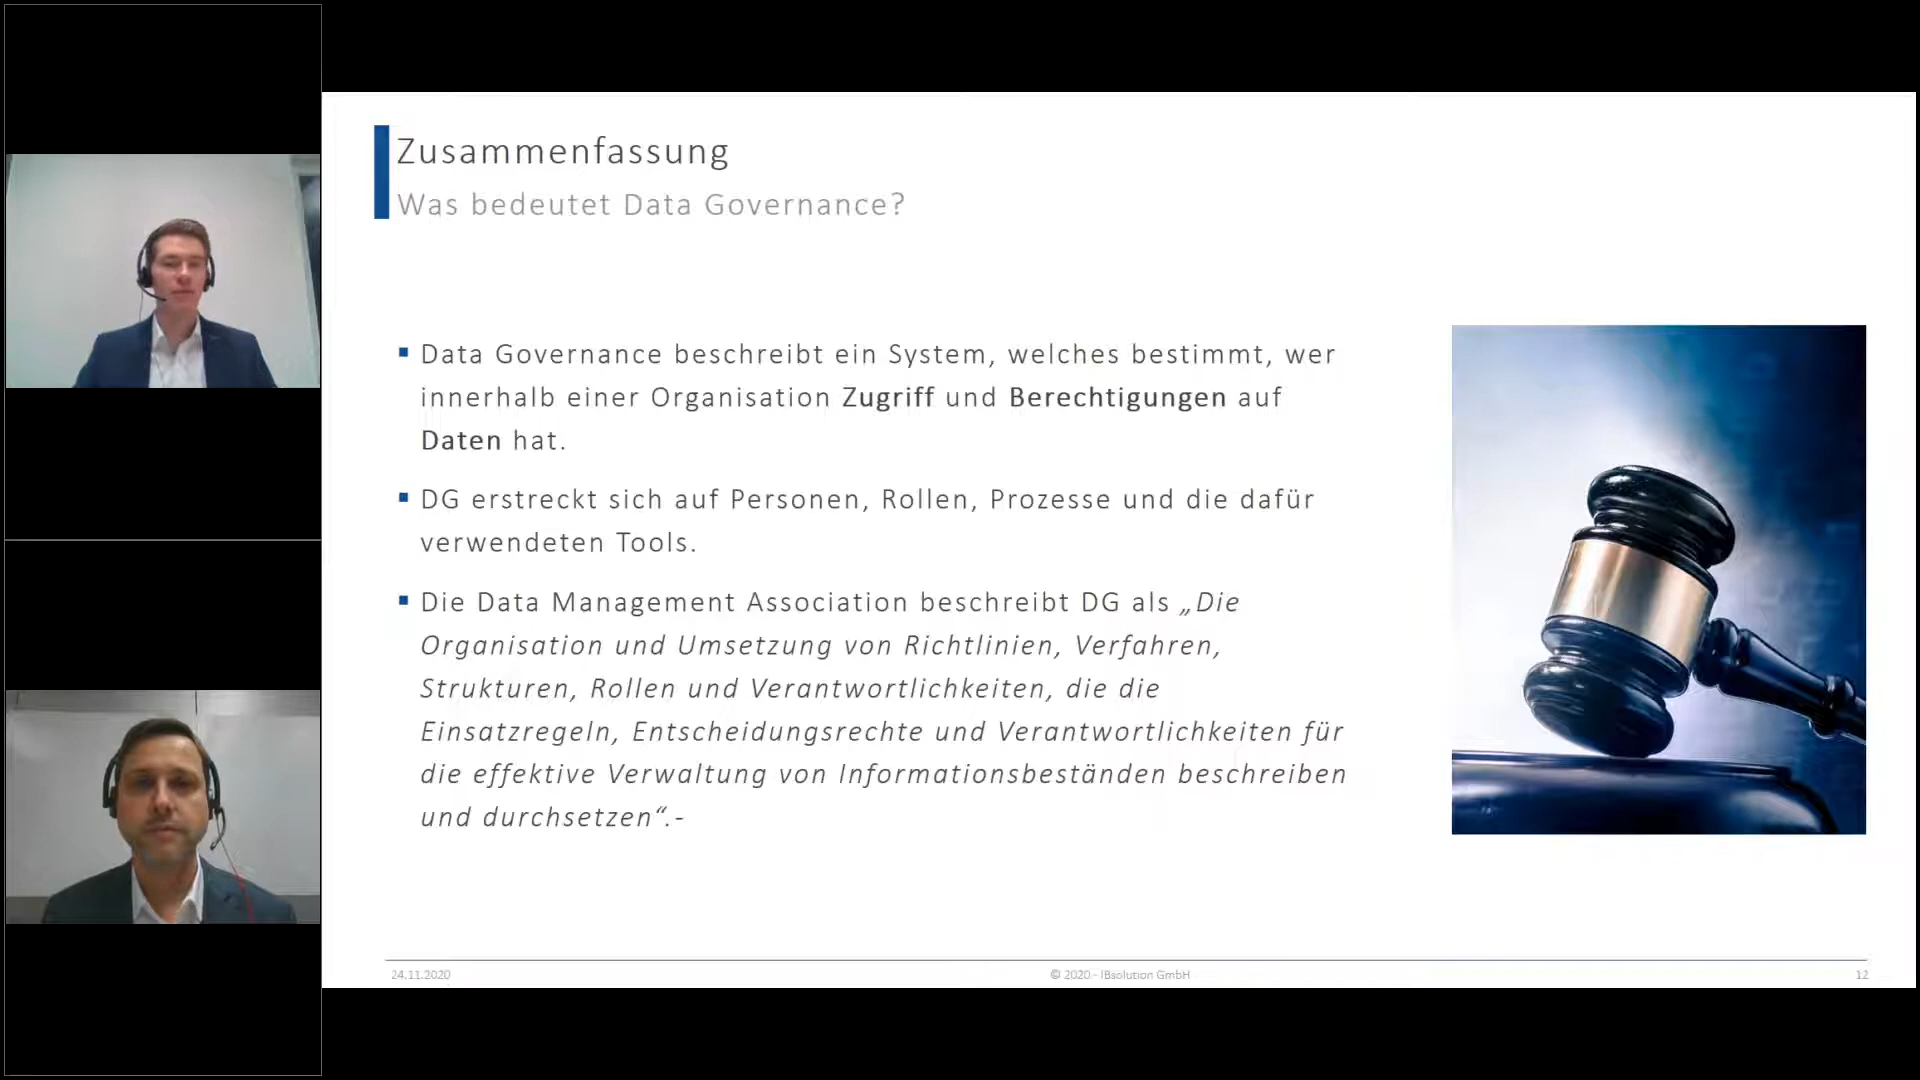 Zusammenfassung
Was bedeutet Data Governance?
▪ Data Governance beschreibt ein System, welches bestimmt, wer
innerhalb einer Organisation Zugriff und Berechtigungen auf
Daten hat.
▪ DG erstreckt sich auf Personen, Rollen, Prozesse und die dafür
verwendeten Tools.
▪ Die Data Management Association beschreibt DG als „Die
Organisation und Umsetzung von Richtlinien, Verfahren,
Strukturen, Rollen und Verantwortlichkeiten, die die
Einsatzregeln, Entscheidungsrechte und Verantwortlichkeiten für
die effektive Verwaltung von Informationsbeständen beschreiben
und durchsetzen“.-
24.11.2020
© 2020 - IBsolution GmbH
12